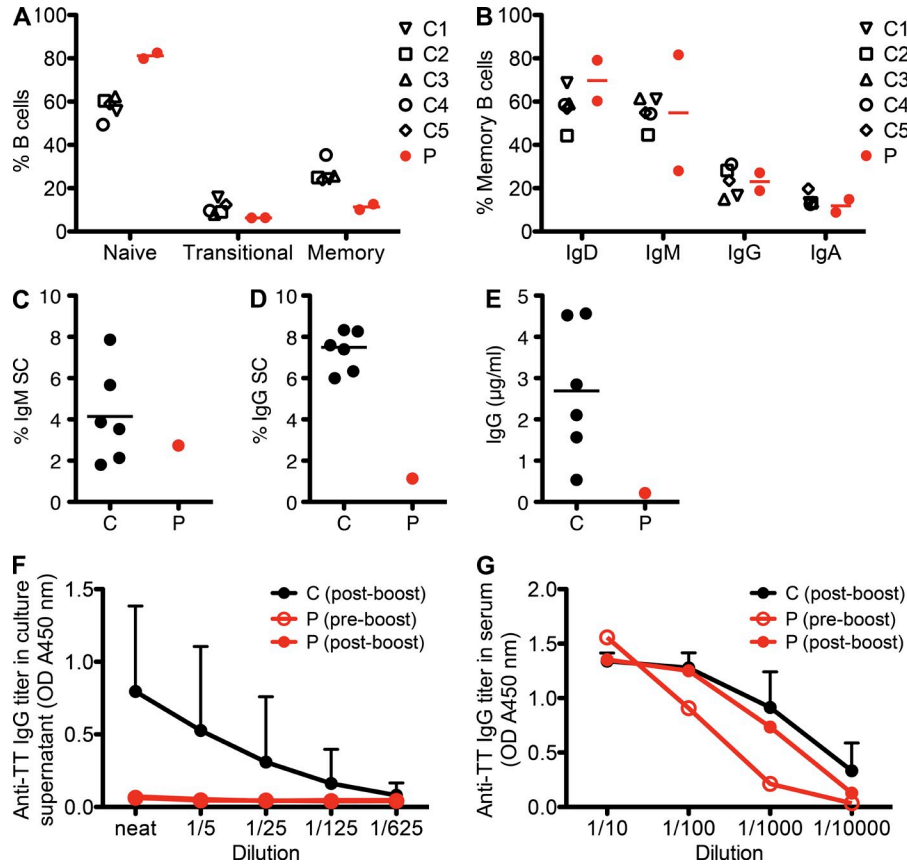 A
% B cells
100
80
60
40
20
0
Naive Transitional Memory
C1
C2
C3
C4
C5
P
B
% Memory B cells
100
80
60
40
20
0
IgD IgM IgG IgA
C1
C2
C3
C4
C5
P
C
% IgM SC
10
8
6
4
2
0
C P
D
% IgG SC
10
8
6
4
2
0
C P
E
IgG (µg/ml)
5
4
3
2
1
0
C P
F
Anti-TT IgG titer in culture
supernatant (OD A450 nm)
1.5
1.0
0.5
0.0
neat 1/5 1/25 1/125 1/625
Dilution
C (post-boost)
P (pre-boost)
P (post-boost)
G
Anti-TT IgG titer in serum
(OD A450 nm)
2.0
1.5
1.0
0.5
0.0
1/10 1/100 1/1000 1/10000
Dilution
C (post-boost)
P (pre-boost)
P (post-boost)